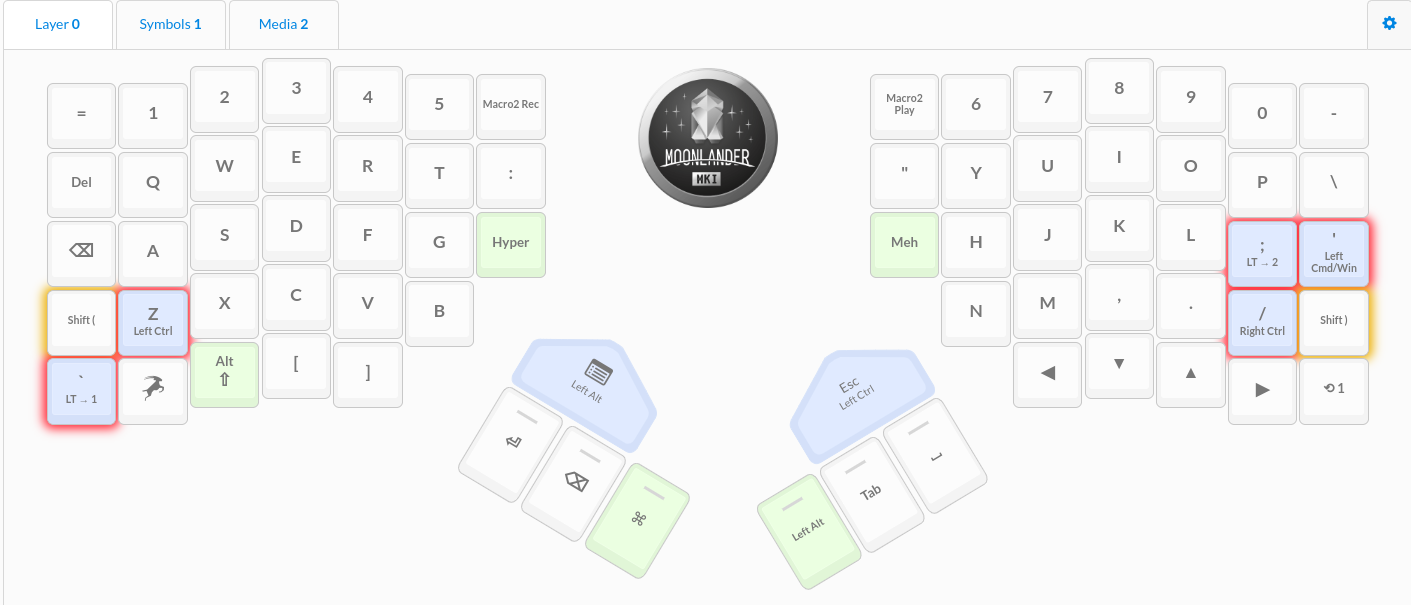 Layer 0
Symbols 1
Media 2
=
1
2
3
4
5
Macro2 Rec
Del
Q
W
E
R
T
:
⌫
A
S
D
F
G
Hyper
Shift (
Z
Left Ctrl
X
C
V
B
`
LT → 1
Alt
⇧
[
]
Left Alt
⏎
⌫
⌘
MOONLANDER
MKI
Macro2
Play
6
7
8
9
0
-
"
Y
U
I
O
P
\
Meh
H
J
K
L
;
LT → 2
'
Left
Cmd/Win
N
M
,
.
/
Right Ctrl
Shift )
◀
▼
▲
▶
⟲ 1
Esc
Left Ctrl
Left Alt
Tab
⎵